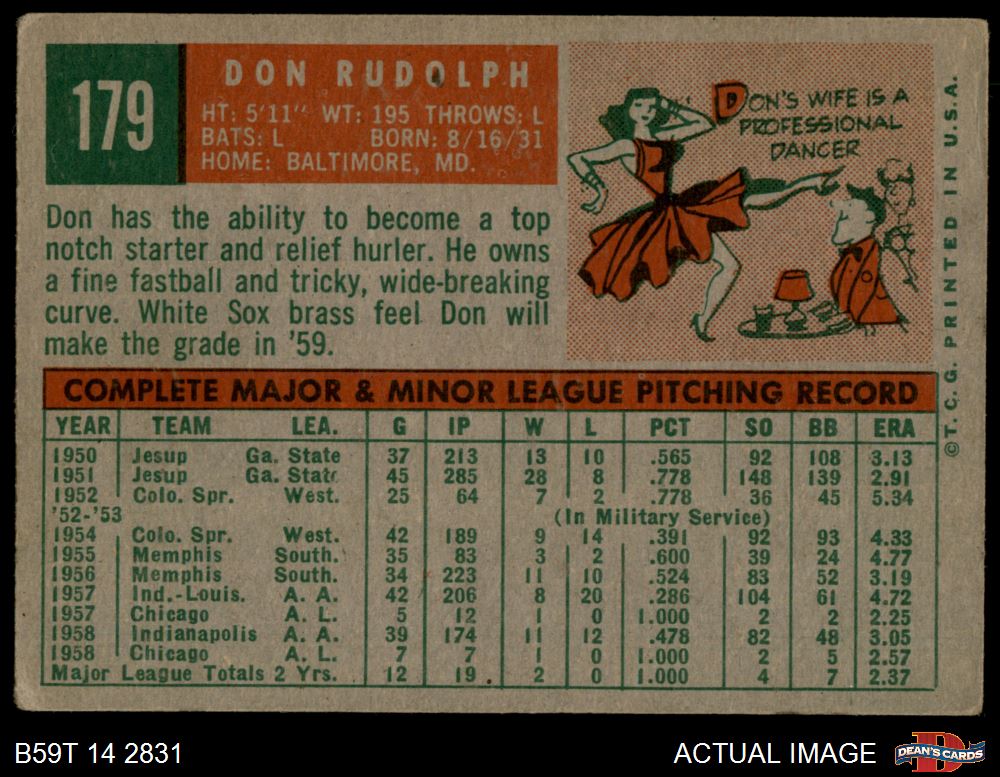 179
DON RUDOLPH
HT: 5'11" WT: 195 THROWS: L
BATS: L BORN: 8/16/31
HOME: BALTIMORE, MD.
DON'S WIFE IS A
PROFESSIONAL
DANCER
Don has the ability to become a top
notch starter and relief hurler. He owns
a fine fastball and tricky, wide-breaking
curve. White Sox brass feel Don will
make the grade in '59.
©T.C.G. PRINTED IN U.S.A.
COMPLETE MAJOR & MINOR LEAGUE PITCHING RECORD
YEAR TEAM LEA. G IP W L PCT SO BB ERA
1950 Jesup Ga. State 37 213 13 10 .565 92 108 3.13
1951 Jesup Ga. State 45 285 28 8 .778 148 139 2.91
1952 Colo. Spr. West. 25 64 7 2 .778 36 45 5.34
'52-'53 (In Military Service)
1954 Colo. Spr. West. 42 189 9 14 .391 92 93 4.33
1955 Memphis South. 35 83 3 2 .600 39 24 4.77
1956 Memphis South. 34 223 11 10 .524 83 52 3.19
1957 Ind.-Louis. A. A. 42 206 8 20 .286 104 61 4.72
1957 Chicago A. L. 5 12 1 0 1.000 2 2 2.25
1958 Indianapolis A. A. 39 174 11 12 .478 82 48 3.05
1958 Chicago A. L. 7 7 1 0 1.000 2 5 2.57
Major League Totals 2 Yrs. 12 19 2 0 1.000 4 7 2.37
B59T 14 2831
ACTUAL IMAGE
DEAN'S CARDS